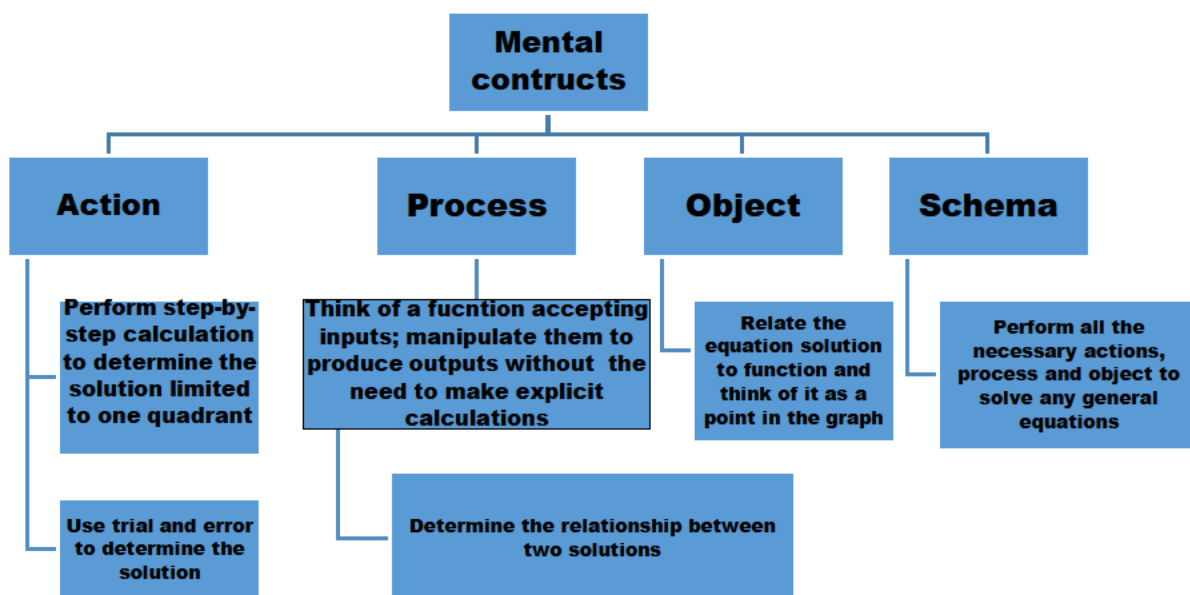 Mental
contructs
Action
Process
Object
Schema
Perform step-by-
step calculation
to determine the
solution limited
to one quadrant
Think of a fucntion accepting
inputs; manipulate them to
produce outputs without the
need to make explicit
calculations
Relate the
equation solution
to function and
think of it as a
point in the graph
Perform all the
necessary actions,
process and object to
solve any general
equations
Use trial and error
to determine the
solution
Determine the relationship between
two solutions